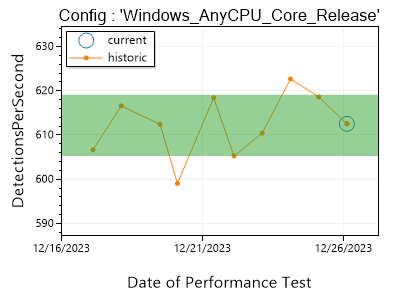 Config : 'Windows_AnyCPU_Core_Release'
current
historic
DetectionsPerSecond
630
620
610
600
590
12/16/2023
12/21/2023
12/26/2023
Date of Performance Test